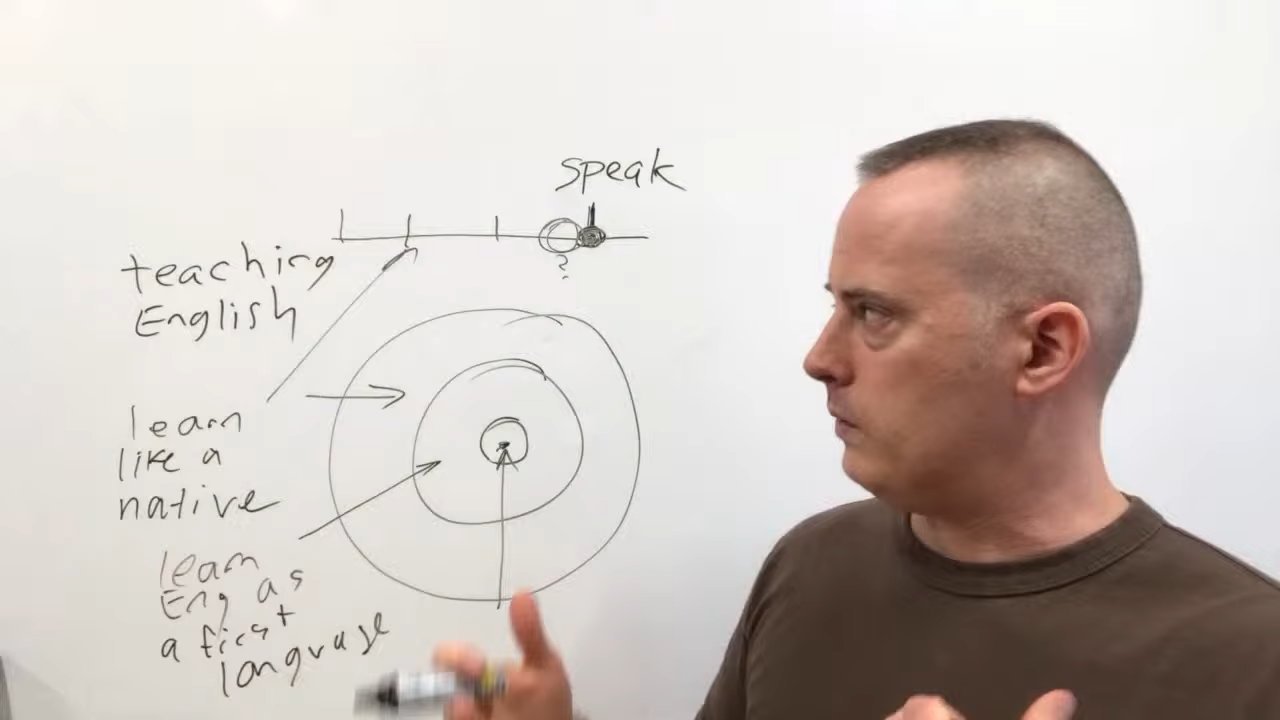 speak
?
teaching
English
learn
like a
native
learn
Eng as
a first
language